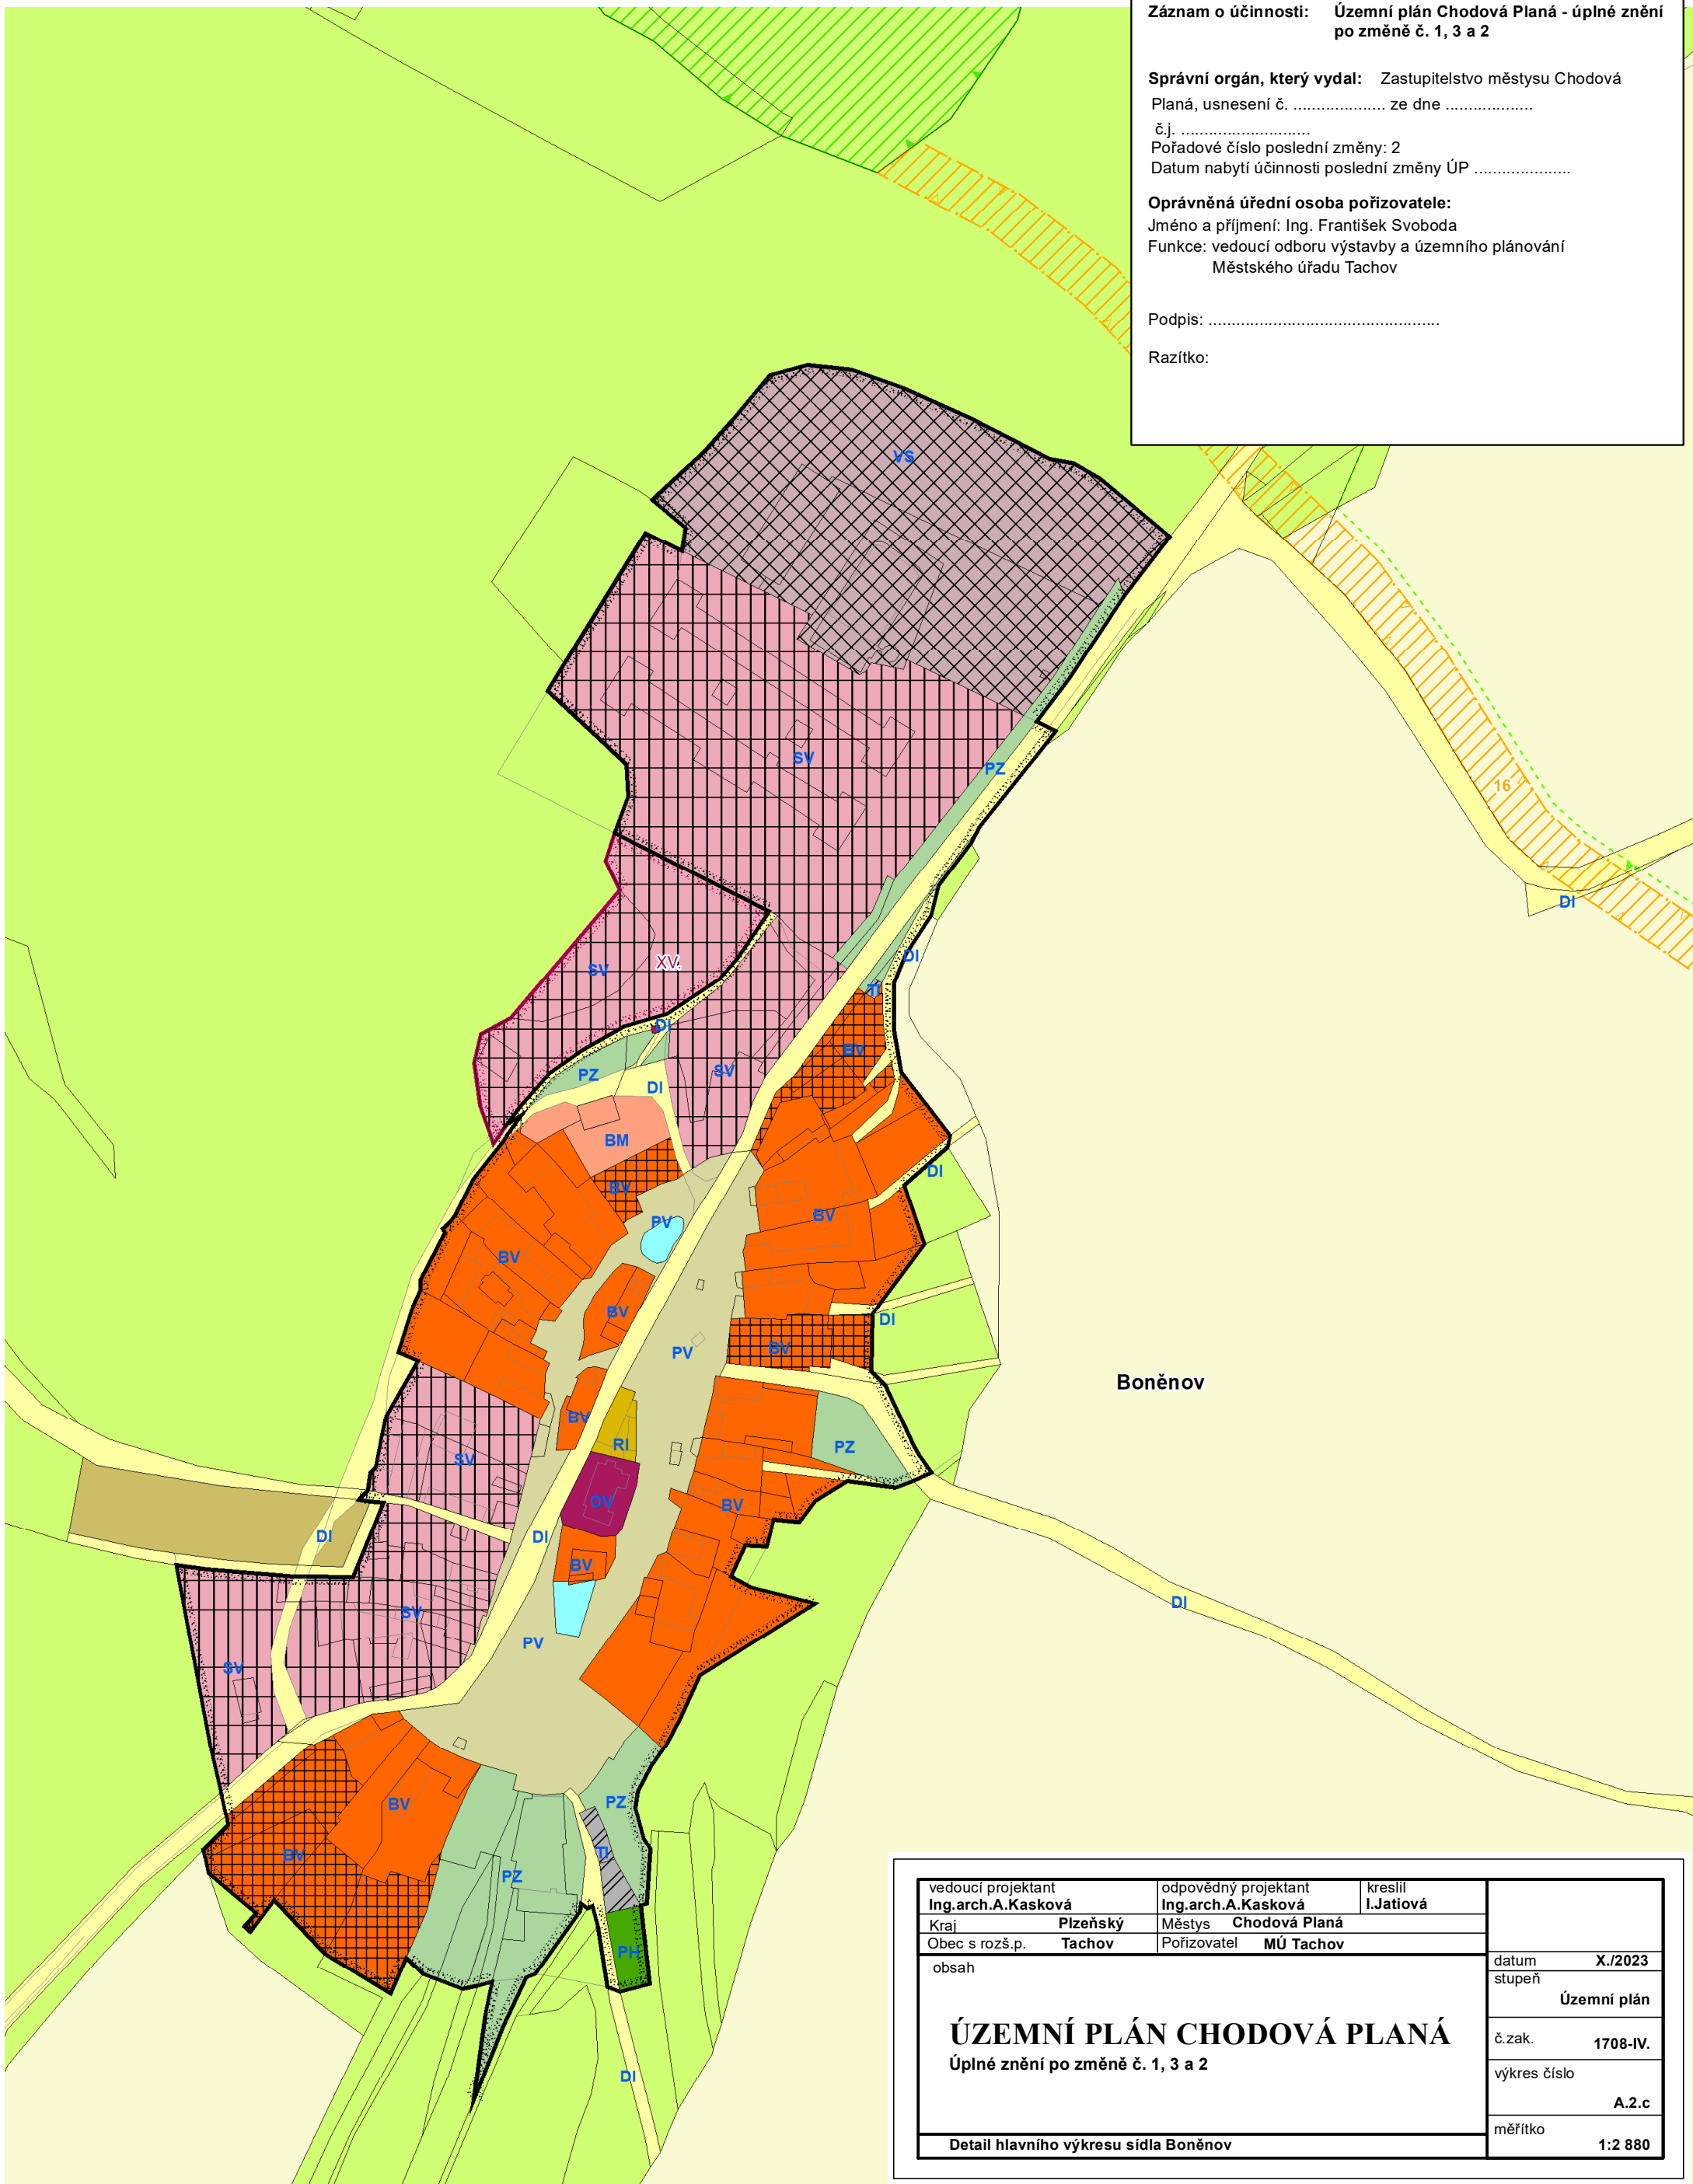 Záznam o účinnosti: Územní plán Chodová Planá - úplné znění
po změně č. 1, 3 a 2
Správní orgán, který vydal: Zastupitelstvo městysu Chodová
Planá, usnesení č. .................... ze dne ...................
č.j. ............................
Pořadové číslo poslední změny: 2
Datum nabytí účinnosti poslední změny ÚP .....................
Oprávněná úřední osoba pořizovatele:
Jméno a příjmení: Ing. František Svoboda
Funkce: vedoucí odboru výstavby a územního plánování
Městského úřadu Tachov
Podpis: ..................................................
Razítko:
VS
SV
PZ
16
DI
SV
XV.
DI
TI
DI
BV
PZ
DI
SV
BM
BV
DI
PV
BV
BV
BV
DI
PV
BV
Boněnov
BV
RI
PZ
SV
OV
BV
DI
DI
BV
DI
SV
PV
SV
BV
PZ
BV
TI
PZ
PH
DI
vedoucí projektant
Ing.arch.A.Kasková
odpovědný projektant
Ing.arch.A.Kasková
kreslil
I.Jatiová
Kraj Plzeňský
Městys Chodová Planá
Obec s rozš.p. Tachov
Pořizovatel MÚ Tachov
obsah
ÚZEMNÍ PLÁN CHODOVÁ PLANÁ
Úplné znění po změně č. 1, 3 a 2
Detail hlavního výkresu sídla Boněnov
datum X./2023
stupeň
Územní plán
č.zak. 1708-IV.
výkres číslo
A.2.c
měřítko
1:2 880